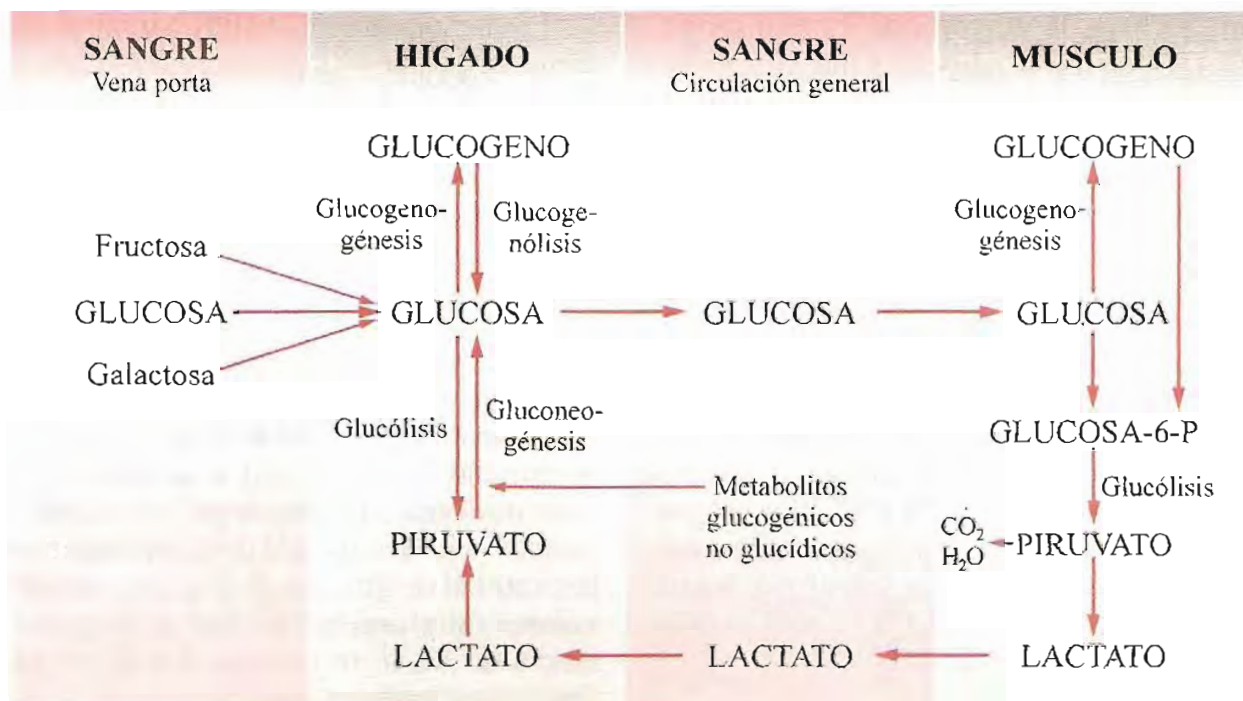 SANGRE
Vena porta
HIGADO
SANGRE
Circulación general
MUSCULO
GLUCOGENO
GLUCOGENO
Glucogeno-
génesis
Glucoge-
nólisis
Glucogeno-
génesis
Fructosa
GLUCOSA
GLUCOSA
GLUCOSA
GLUCOSA
Galactosa
Glucólisis
Gluconeo-
génesis
GLUCOSA-6-P
Glucólisis
Metabolitos
glucogénicos
no glucídicos
CO₂
H₂O
PIRUVATO
PIRUVATO
LACTATO
LACTATO
LACTATO